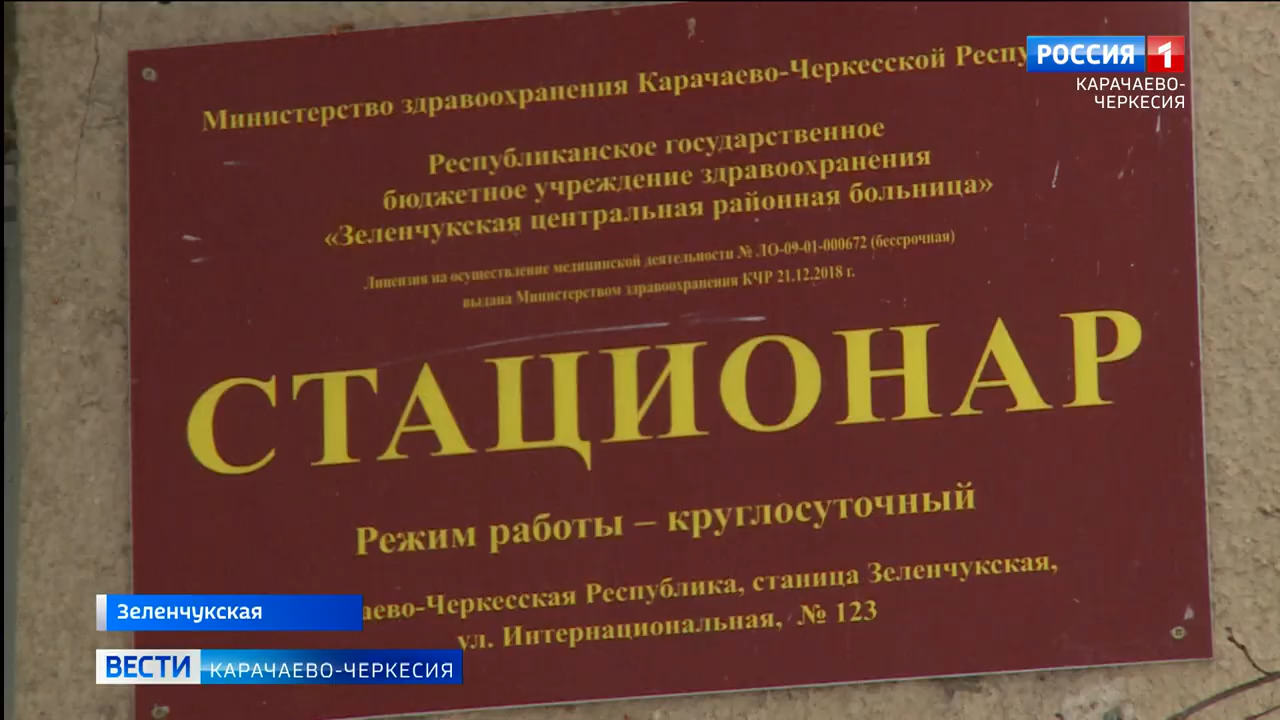 РОССИЯ 1
КАРАЧАЕВО-
ЧЕРКЕСИЯ
Министерство здравоохранения Карачаево-Черкесской Респу
Республиканское государственное
бюджетное учреждение здравоохранения
«Зеленчукская центральная районная больница»
Лицензия на осуществление медицинской деятельности № ЛО-09-01-000672 (бессрочная)
выдана Министерством здравоохранения КЧР 21.12.2018 г.
СТАЦИОНАР
Режим работы – круглосуточный
аево-Черкесская Республика, станица Зеленчукская,
ул. Интернациональная, № 123
Зеленчукская
ВЕСТИ КАРАЧАЕВО-ЧЕРКЕСИЯ